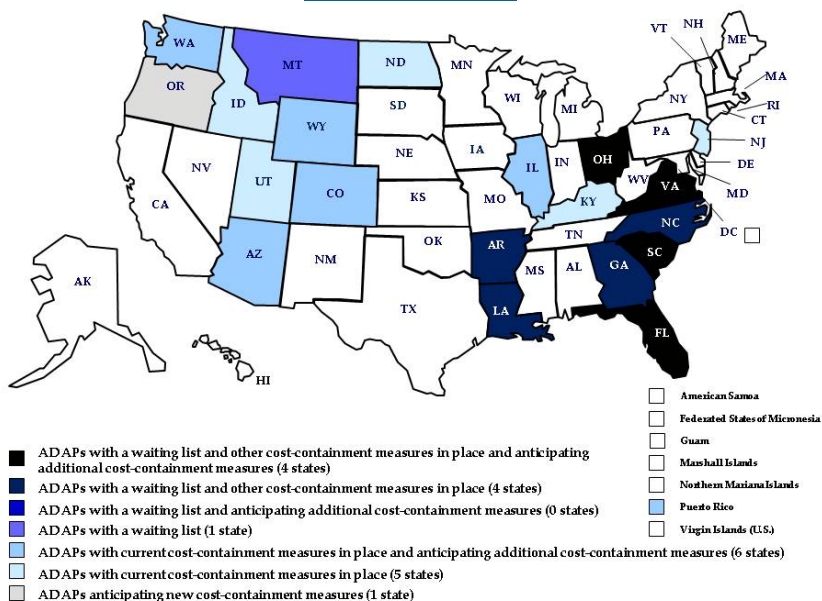 NH
VT
WA
ME
MT
ND
MN
MA
OR
ID
SD
WI
MI
NY
RI
WY
CT
PA
NE
IA
NJ
NV
UT
CO
IL
IN
OH
DE
WV
VA
MD
CA
KS
MO
KY
NC
DC
AZ
NM
OK
AR
TN
SC
AK
MS
AL
GA
TX
LA
FL
HI
American Samoa
Federated States of Micronesia
Guam
Marshall Islands
Northern Mariana Islands
Puerto Rico
Virgin Islands (U.S.)
ADAPs with a waiting list and other cost-containment measures in place and anticipating
additional cost-containment measures (4 states)
ADAPs with a waiting list and other cost-containment measures in place (4 states)
ADAPs with a waiting list and anticipating additional cost-containment measures (0 states)
ADAPs with a waiting list (1 state)
ADAPs with current cost-containment measures in place and anticipating additional cost-containment measures (6 states)
ADAPs with current cost-containment measures in place (5 states)
ADAPs anticipating new cost-containment measures (1 state)